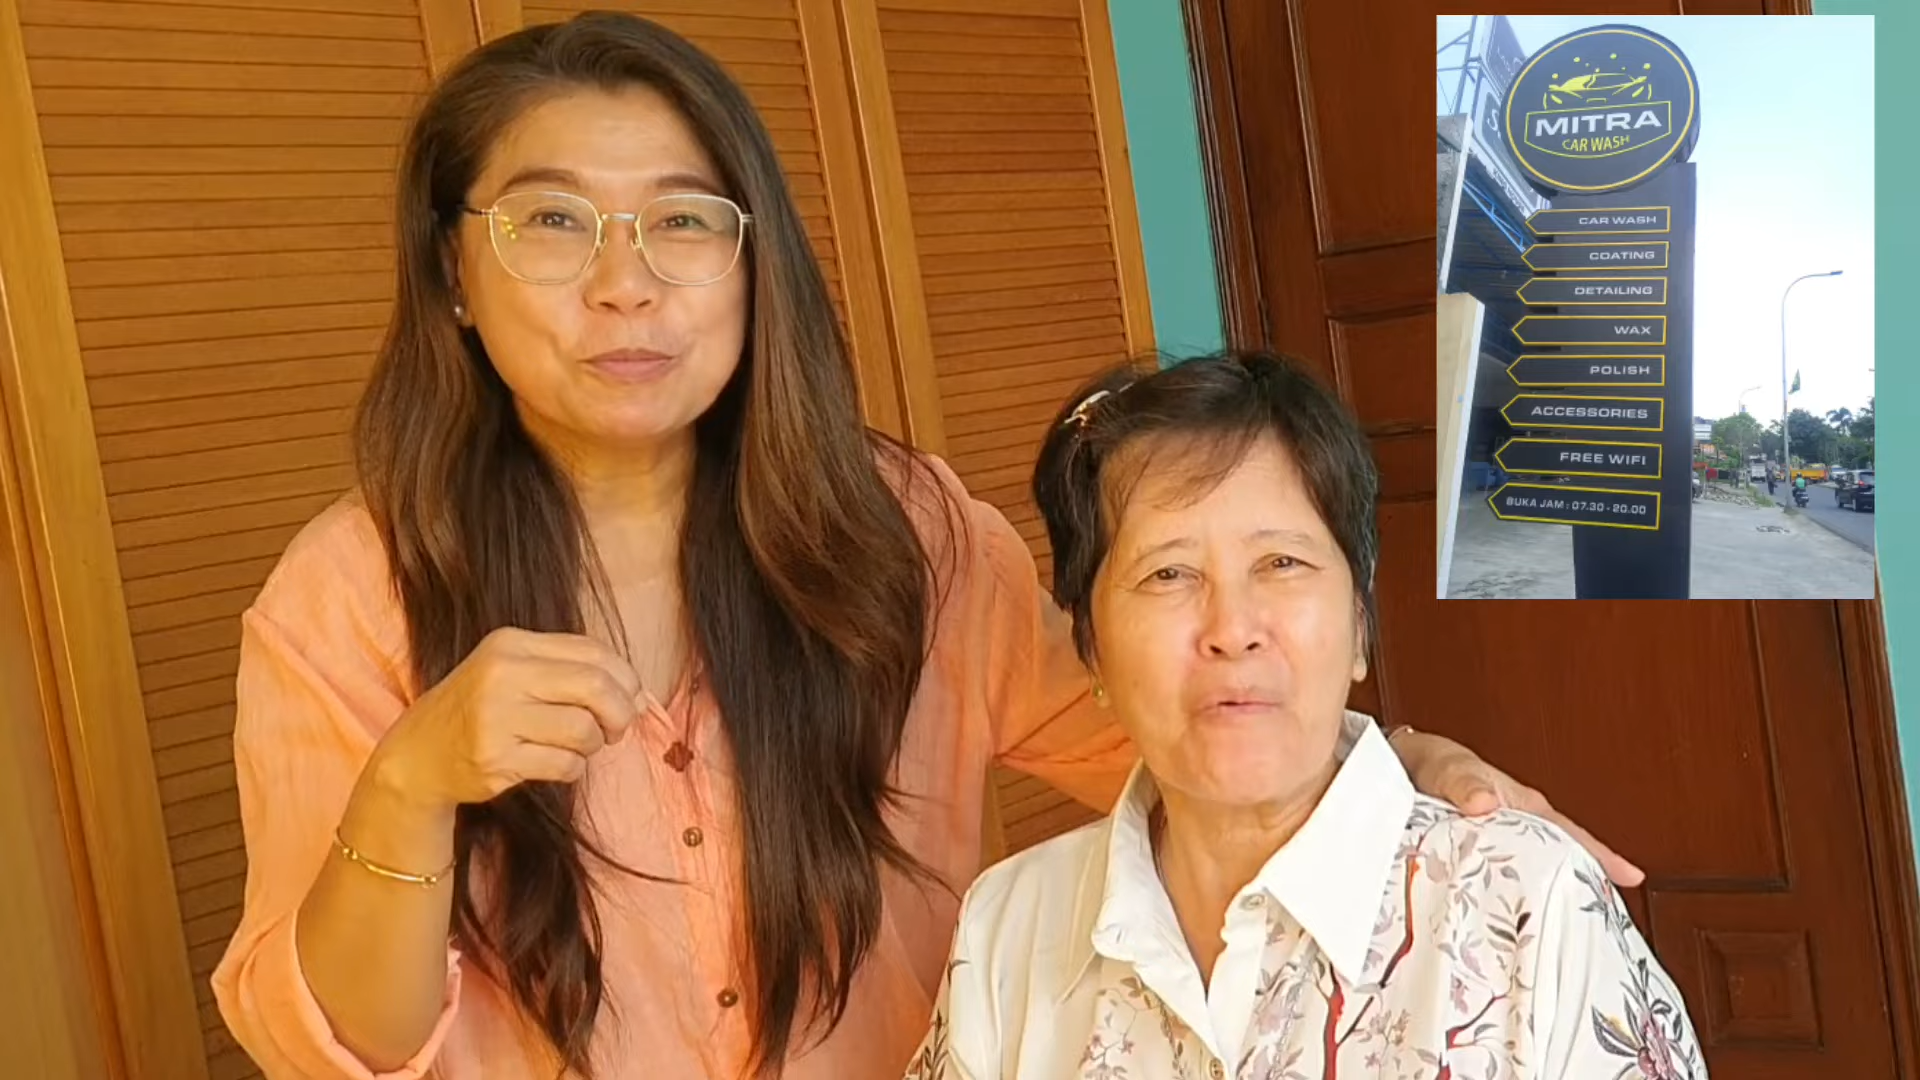 MITRA
CAR WASH
CAR WASH
COATING
DETAILING
WAX
POLISH
ACCESSORIES
FREE WIFI
BUKA JAM : 07.30 - 20.00